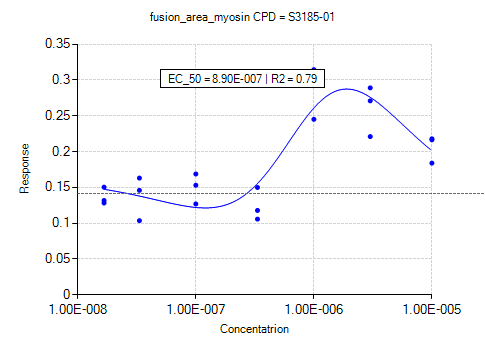 fusion_area_myosin CPD = S3185-01
0.35
0.3
EC_50 = 8.90E-007 | R2 = 0.79
0.25
0.2
Response
0.15
0.1
0.05
0
1.00E-008 1.00E-007 1.00E-006 1.00E-005
Concentatrion